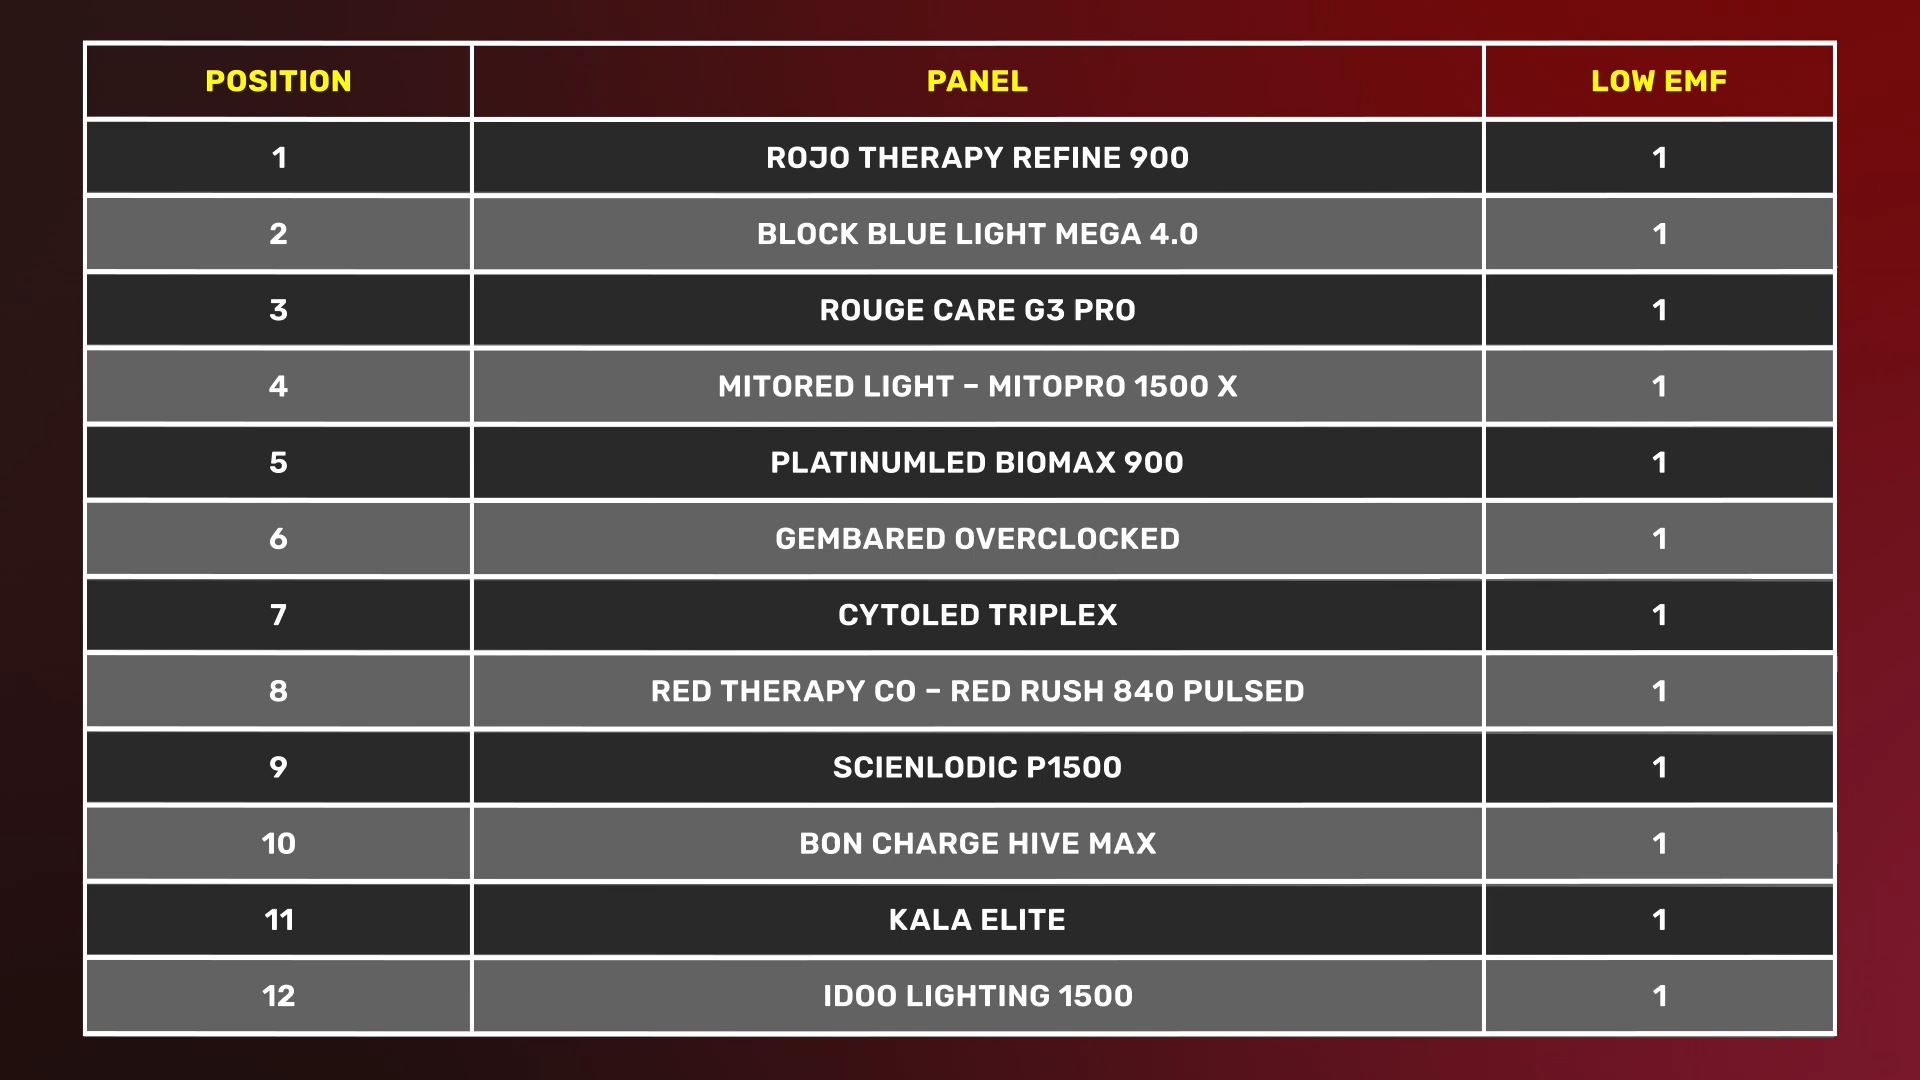 POSITION PANEL LOW EMF
1 ROJO THERAPY REFINE 900 1
2 BLOCK BLUE LIGHT MEGA 4.0 1
3 ROUGE CARE G3 PRO 1
4 MITORED LIGHT – MITOPRO 1500 X 1
5 PLATINUMLED BIOMAX 900 1
6 GEMBARED OVERCLOCKED 1
7 CYTOLED TRIPLEX 1
8 RED THERAPY CO – RED RUSH 840 PULSED 1
9 SCIENLODIC P1500 1
10 BON CHARGE HIVE MAX 1
11 KALA ELITE 1
12 IDOO LIGHTING 1500 1